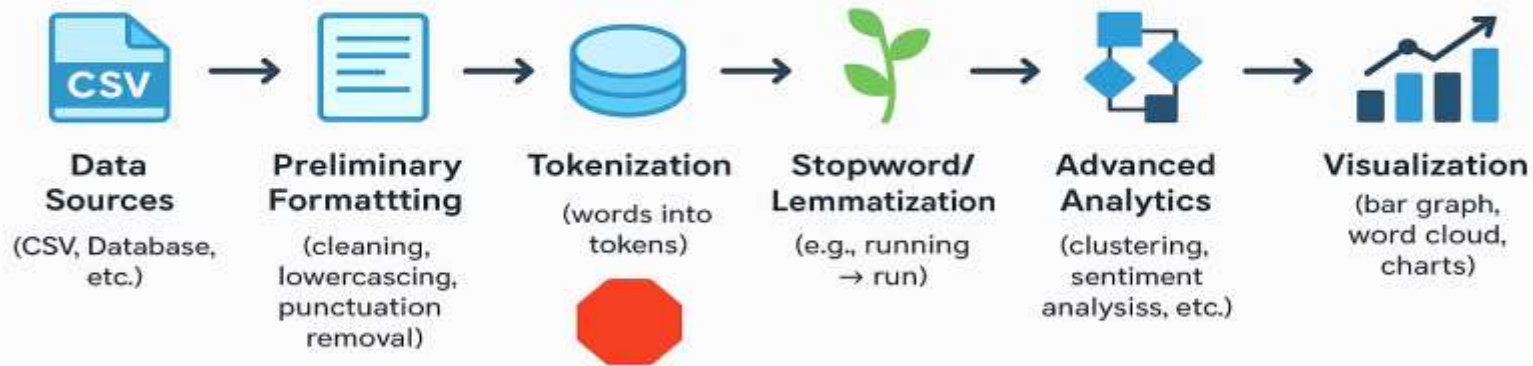 CSV
Data
Sources
(CSV, Database,
etc.)
Preliminary
Formattting
(cleaning,
lowercascing,
punctuation
removal)
Tokenization
(words into
tokens)
Stopword/
Lemmatization
(e.g., running
→ run)
Advanced
Analytics
(clustering,
sentiment
analysiss, etc.)
Visualization
(bar graph,
word cloud,
charts)